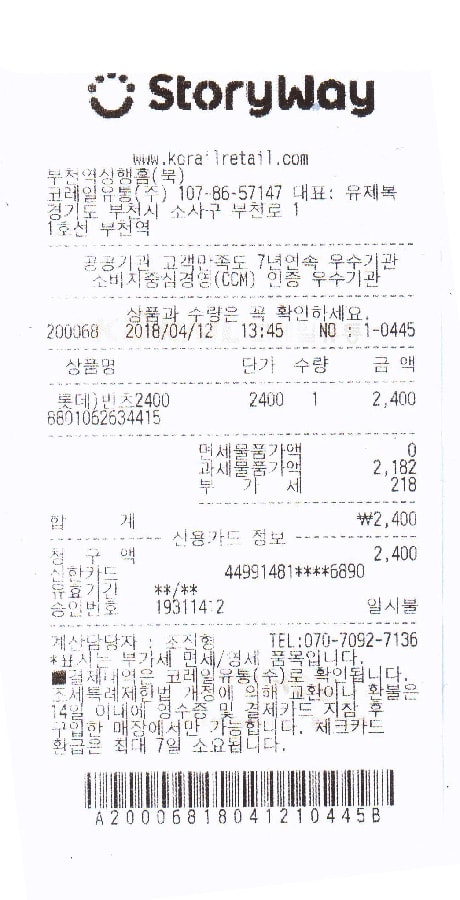 StoryWay
www.korailretail.com
부천역상행홈(북)
코레일유통(주) 107-86-57147 대표: 유제복
경기도 부천시 소사구 부천로 1
1호선 부천역
공공기관 고객만족도 7년연속 우수기관
소비자중심경영(CCM) 인증 우수기관
상품과 수량은 꼭 확인하세요.
200068 2018/04/12 13:45 NO : 1-0445
상품명 단가 수량 금 액
롯데)빈츠2400 2400 1 2,400
8801062634415
면세물품가액 0
과세물품가액 2,182
부 가 세 218
합 계 ₩2,400
신용카드 정보
청 구 액 2,400
신한카드 44991481****6890
유효기간 **/**
승인번호 19311412 일시불
계산담당자 : 조직형 TEL:070-7092-7136
*표시는 부가세 면세/영세 품목입니다.
■결제내역은 코레일유통(주)로 확인됩니다.
조세특례제한법 개정에 의해 교환이나 환불은
14일 이내에 영수증 및 결제카드 지참 후
구입한 매장에서만 가능합니다. 체크카드
환급은 최대 7일 소요됩니다.
A20006818041210445B